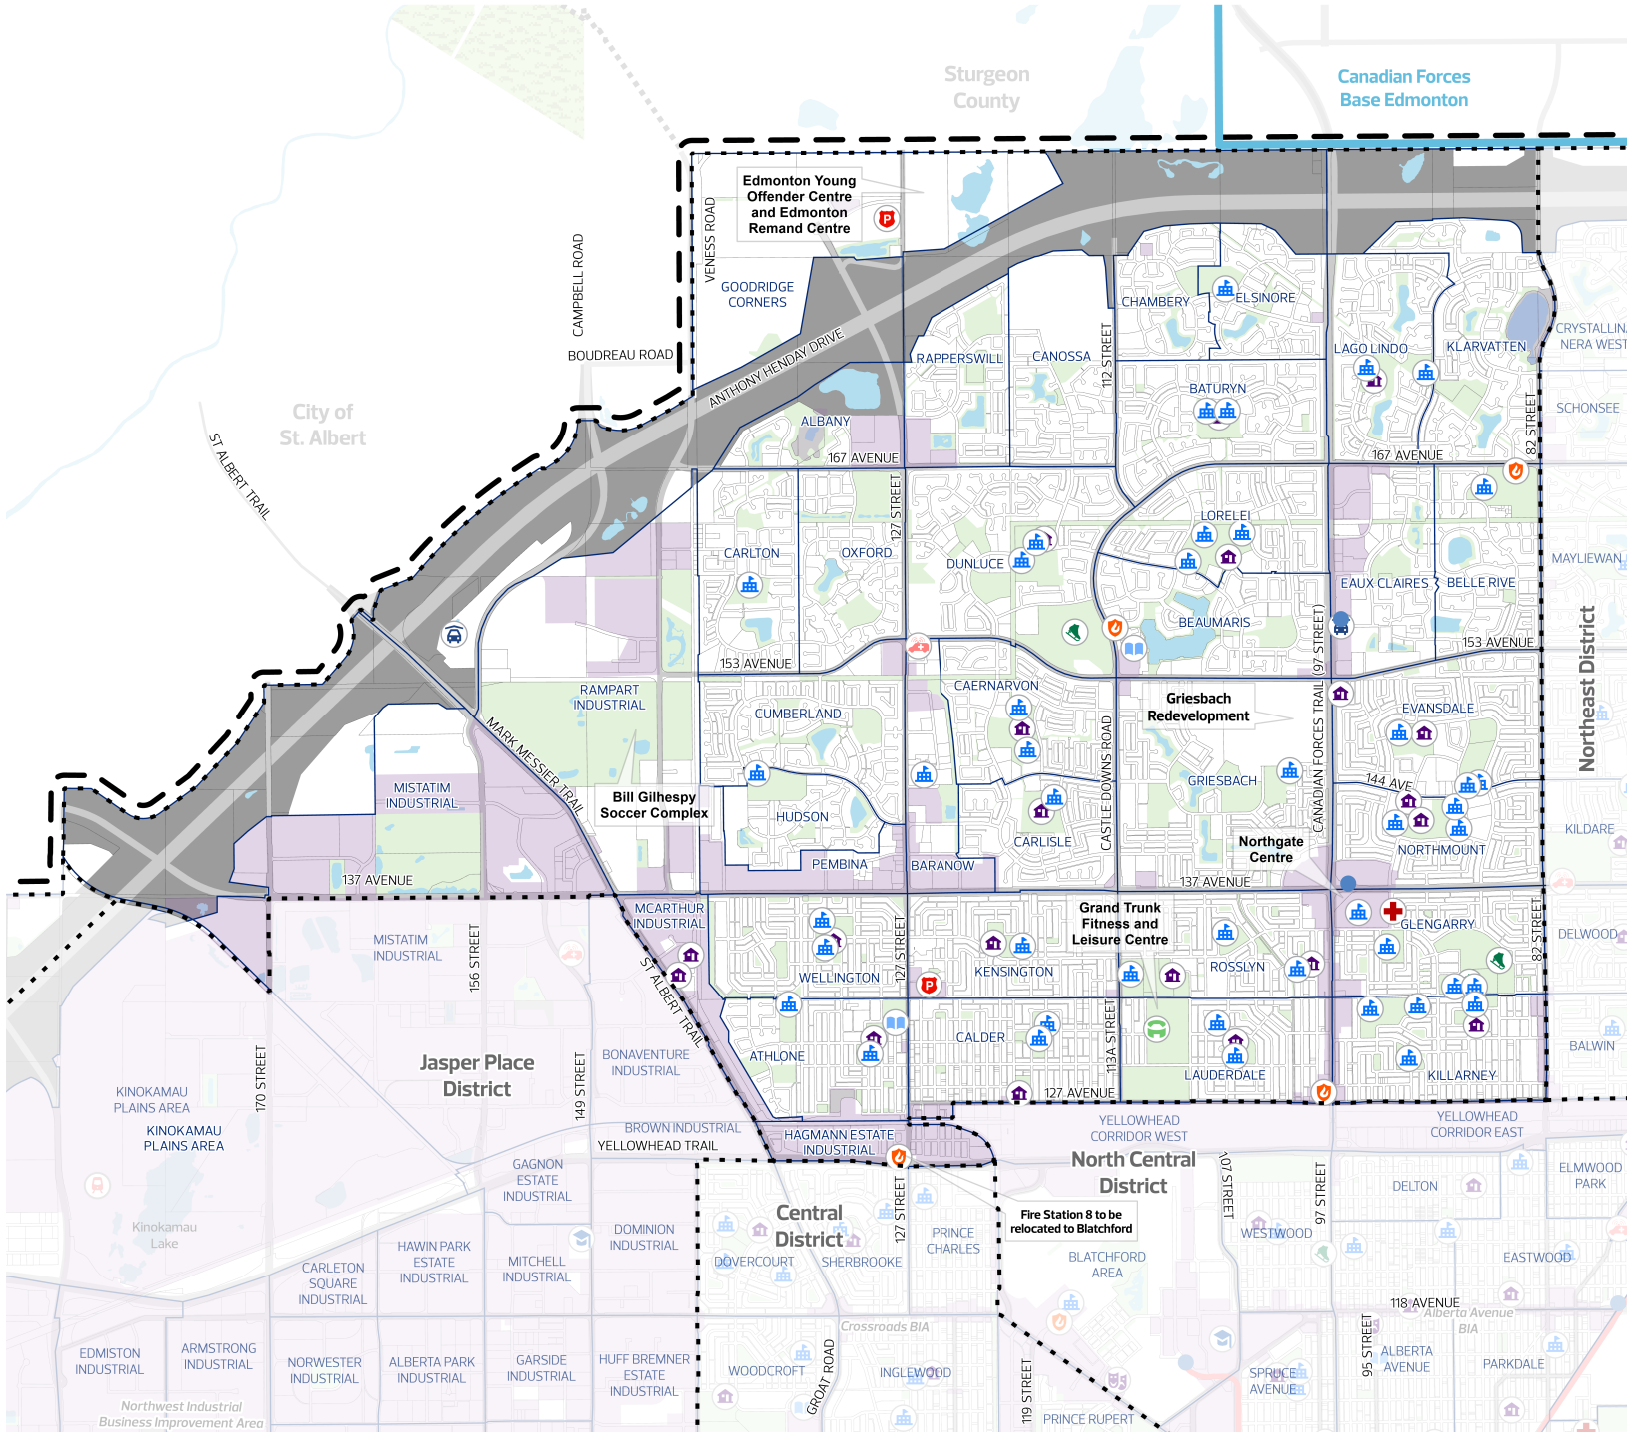 Sturgeon
County
Canadian Forces
Base Edmonton
Edmonton Young
Offender Centre
and Edmonton
Remand Centre
P
VENESS ROAD
CAMPBELL ROAD
GOODRIDGE
CORNERS
CHAMBERY
ELSINORE
BOUDREAU ROAD
ANTHONY HENDAY DRIVE
RAPPERSWILL
CANOSSA
112 STREET
LAGO LINDO
KLARVATTEN
CRYSTALLINA
NERA WEST
BATURYN
82 STREET
SCHONSEE
City of
St. Albert
ST ALBERT TRAIL
ALBANY
167 AVENUE
167 AVENUE
127 STREET
LORELEI
CARLTON
OXFORD
DUNLUCE
MAYLIEWAN
EAUX CLAIRES
BELLE RIVE
BEAUMARIS
CANADIAN FORCES TRAIL (97 STREET)
153 AVENUE
153 AVENUE
Northeast District
RAMPART
INDUSTRIAL
CAERNARVON
Griesbach
Redevelopment
CUMBERLAND
EVANSDALE
MARK MESSIER TRAIL
CASTLE DOWNS ROAD
MISTATIM
INDUSTRIAL
Bill Gilhespy
Soccer Complex
GRIESBACH
144 AVE
HUDSON
CARLISLE
Northgate
Centre
NORTHMOUNT
KILDARE
PEMBINA
BARANOW
137 AVENUE
137 AVENUE
MCARTHUR
INDUSTRIAL
Grand Trunk
Fitness and
Leisure Centre
GLENGARRY
82 STREET
DELWOOD
MISTATIM
INDUSTRIAL
156 STREET
127 STREET
WELLINGTON
KENSINGTON
ROSSLYN
P
ST ALBERT TRAIL
113A STREET
CALDER
ATHLONE
BONAVENTURE
INDUSTRIAL
Jasper Place
District
170 STREET
149 STREET
LAUDERDALE
KILLARNEY
BALWIN
KINOKAMAU
PLAINS AREA
127 AVENUE
KINOKAMAU
PLAINS AREA
BROWN INDUSTRIAL
YELLOWHEAD TRAIL
HAGMANN ESTATE
INDUSTRIAL
YELLOWHEAD
CORRIDOR WEST
YELLOWHEAD
CORRIDOR EAST
GAGNON
ESTATE
INDUSTRIAL
North Central
District
107 STREET
97 STREET
DELTON
ELMWOOD
PARK
127 STREET
Central
District
Fire Station 8 to be
relocated to Blatchford
Kinokamau
Lake
DOMINION
INDUSTRIAL
PRINCE
CHARLES
WESTWOOD
HAWIN PARK
ESTATE
INDUSTRIAL
MITCHELL
INDUSTRIAL
DOVERCOURT
SHERBROOKE
BLATCHFORD
AREA
EASTWOOD
CARLETON
SQUARE
INDUSTRIAL
118 AVENUE
Alberta Avenue
BIA
Crossroads BIA
95 STREET
EDMISTON
INDUSTRIAL
ARMSTRONG
INDUSTRIAL
NORWESTER
INDUSTRIAL
ALBERTA PARK
INDUSTRIAL
GARSIDE
INDUSTRIAL
HUFF BREMNER
ESTATE
INDUSTRIAL
WOODCROFT
GROAT ROAD
INGLEWOOD
119 STREET
SPRUCE
AVENUE
ALBERTA
AVENUE
PARKDALE
PRINCE RUPERT
Northwest Industrial
Business Improvement Area